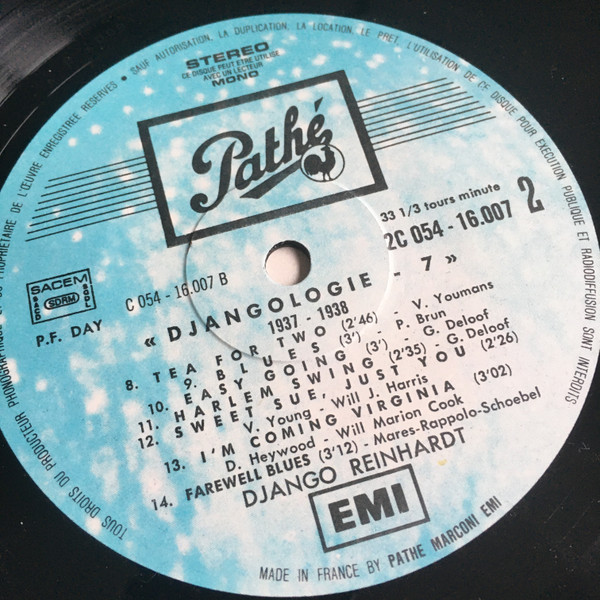 TOUS DROITS DU PRODUCTEUR PHONOGRAPHIQUE ET DU PROPRIETAIRE DE L'ŒUVRE ENREGISTREE RESERVES • SAUF AUTORISATION, LA DUPLICATION, LA LOCATION, LE PRET, L'UTILISATION DE CE DISQUE POUR EXECUTION PUBLIQUE ET RADIODIFFUSION SONT INTERDITS
STEREO
CE DISQUE PEUT ETRE UTILISE
AVEC UN LECTEUR
MONO
Pathé
33 1/3 tours minute
2C 054 - 16.007 2
SACEM
SACD SDRM SGDL
C 054 - 16.007 B
P.F. DAY
« DJANGOLOGIE - 7 »
1937 - 1938
8. TEA FOR TWO (2'46) - V. Youmans
9. BLUES (3') - P. Brun
10. EASY GOING (3') G. Deloof
11. HARLEM SWING (2'35) - G. Deloof
12. SWEET SUE, JUST YOU (2'26)
V. Young - Will J. Harris
13. I'M COMING VIRGINIA (3'02)
D. Heywood - Will Marion Cook
14. FAREWELL BLUES (3'12) - Mares-Rappolo-Schoebel
DJANGO REINHARDT
EMI
MADE IN FRANCE BY PATHE MARCONI EMI